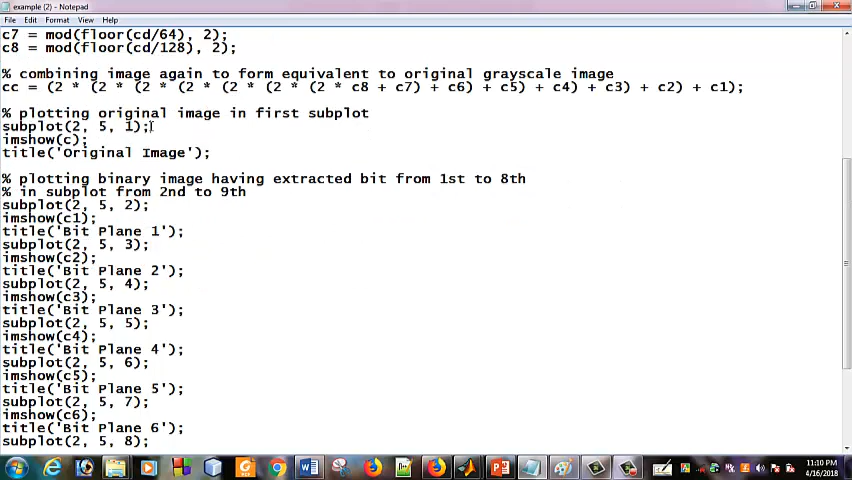 example (2) - Notepad
File Edit Format View Help
c7 = mod(floor(cd/64), 2);
c8 = mod(floor(cd/128), 2);
% combining image again to form equivalent to original grayscale image
cc = (2 * (2 * (2 * (2 * (2 * (2 * (2 * c8 + c7) + c6) + c5) + c4) + c3) + c2) + c1);
% plotting original image in first subplot
subplot(2, 5, 1);
imshow(c);
title('Original Image');
% plotting binary image having extracted bit from 1st to 8th
% in subplot from 2nd to 9th
subplot(2, 5, 2);
imshow(c1);
title('Bit Plane 1');
subplot(2, 5, 3);
imshow(c2);
title('Bit Plane 2');
subplot(2, 5, 4);
imshow(c3);
title('Bit Plane 3');
subplot(2, 5, 5);
imshow(c4);
title('Bit Plane 4');
subplot(2, 5, 6);
imshow(c5);
title('Bit Plane 5');
subplot(2, 5, 7);
imshow(c6);
title('Bit Plane 6');
subplot(2, 5, 8);
11:10 PM
4/16/2018